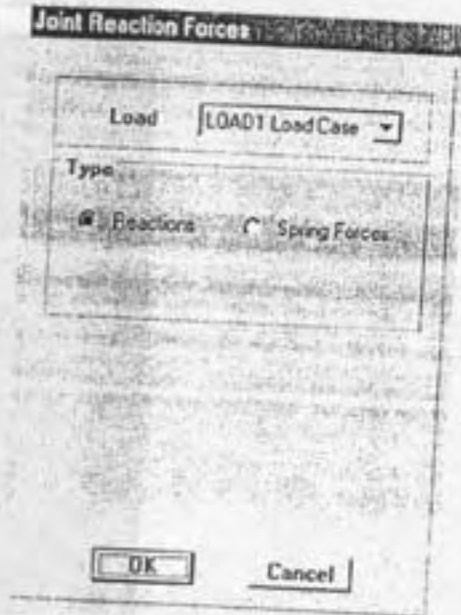 Joint Reaction Forces
Load LOAD1 Load Case
Type
Reactions Spring Forces
OK Cancel